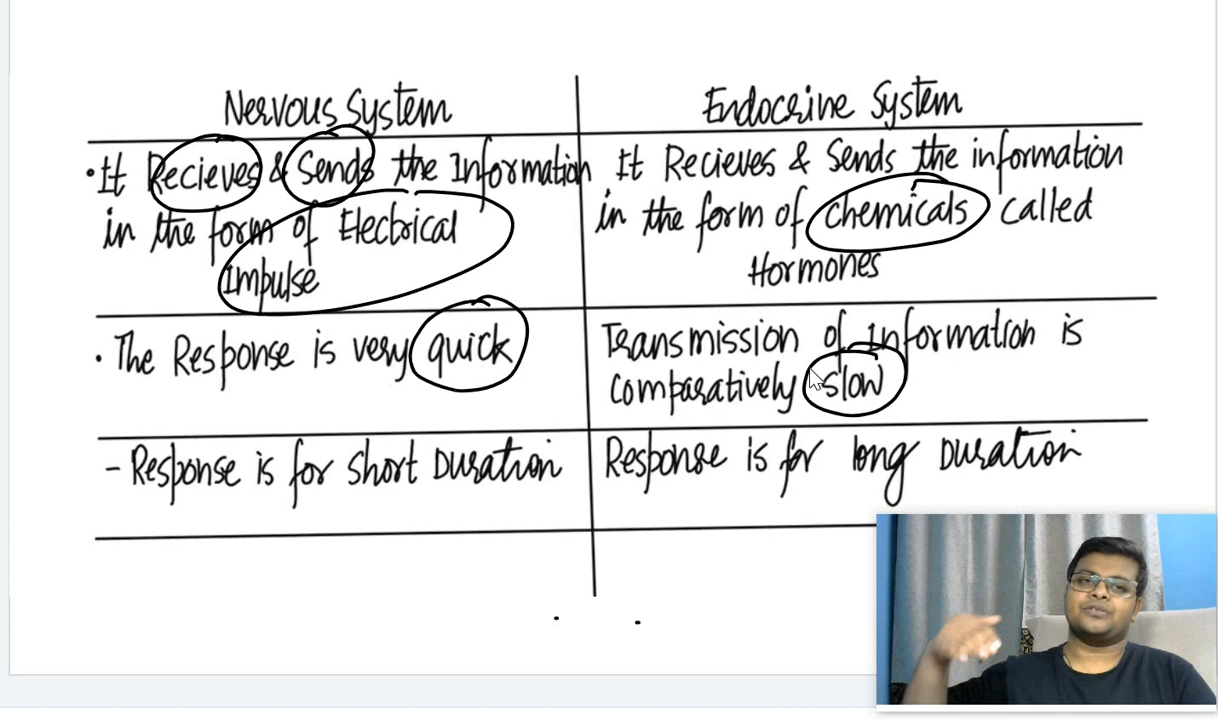 Nervous System
Endocrine System
• It Recieves & Sends the Information
in the form of Electrical
Impulse
It Recieves & Sends the information
in the form of chemicals called
Hormones
• The Response is very quick
Transmission of Information is
comparatively slow
- Response is for short Duration
Response is for long Duration